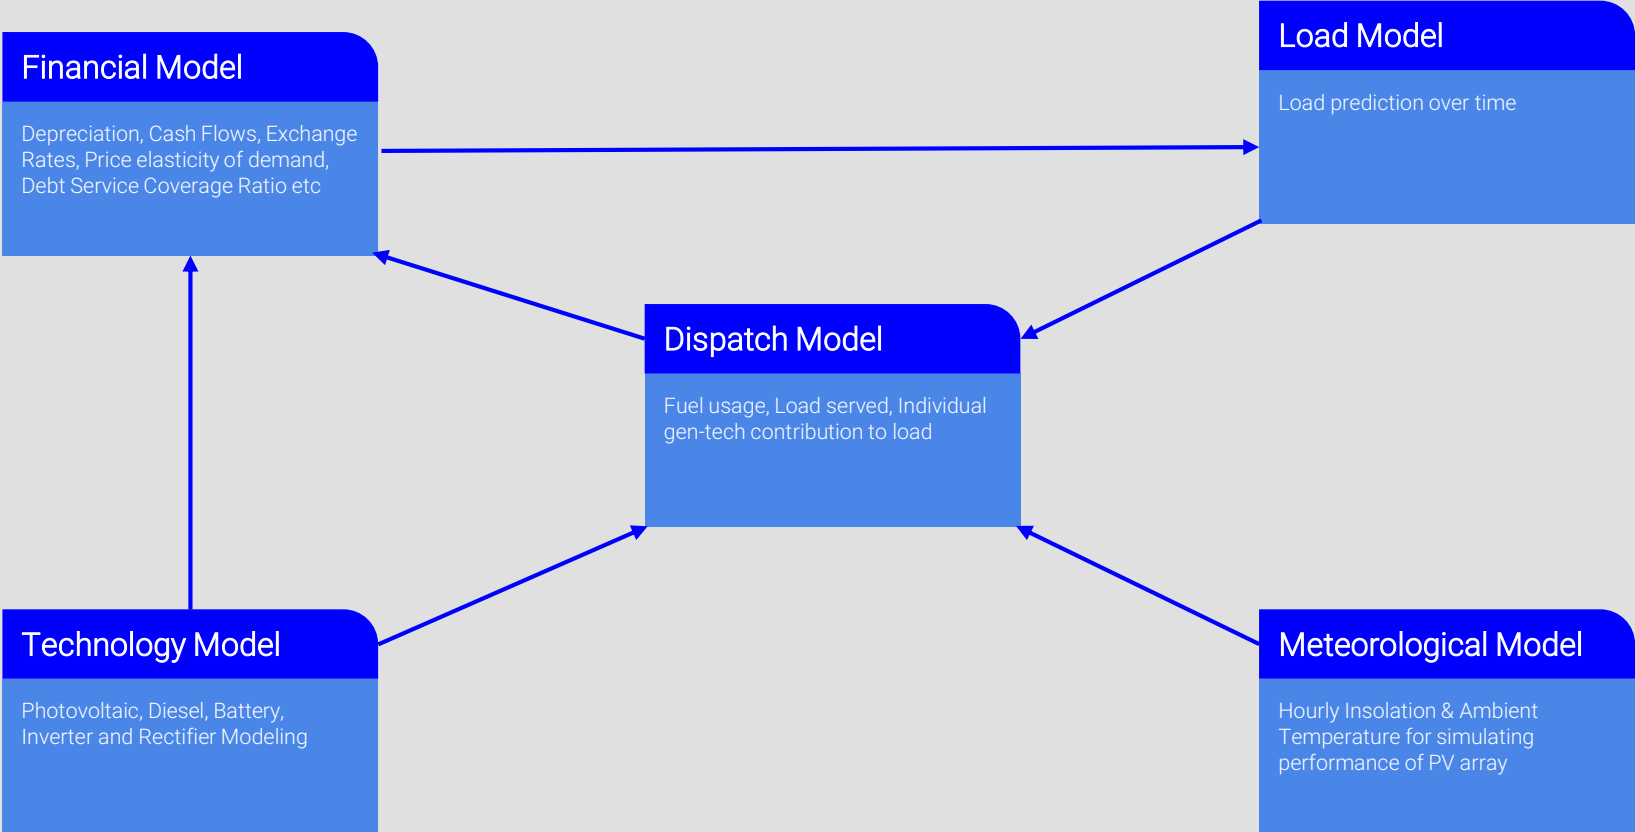 Financial Model
Depreciation, Cash Flows, Exchange
Rates, Price elasticity of demand,
Debt Service Coverage Ratio etc
Load Model
Load prediction over time
Dispatch Model
Fuel usage, Load served, Individual
gen-tech contribution to load
Technology Model
Photovoltaic, Diesel, Battery,
Inverter and Rectifier Modeling
Meteorological Model
Hourly Insolation & Ambient
Temperature for simulating
performance of PV array